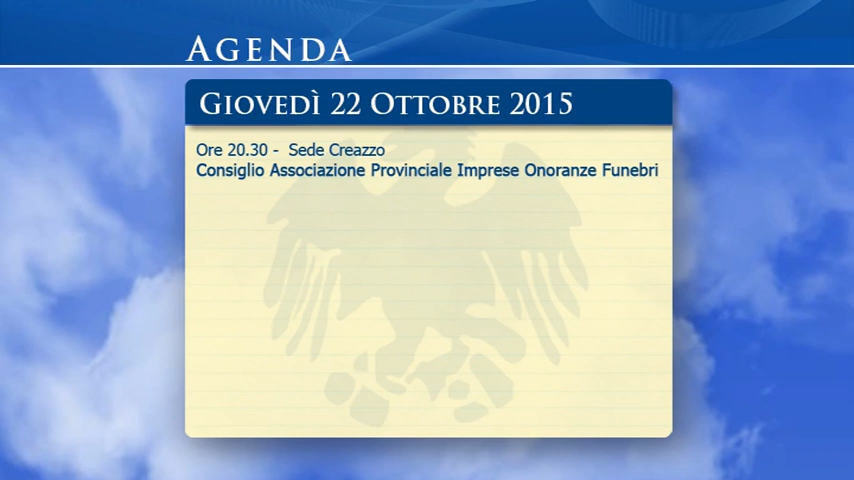 AGENDA
GIOVEDÌ 22 OTTOBRE 2015
Ore 20.30 - Sede Creazzo
Consiglio Associazione Provinciale Imprese Onoranze Funebri